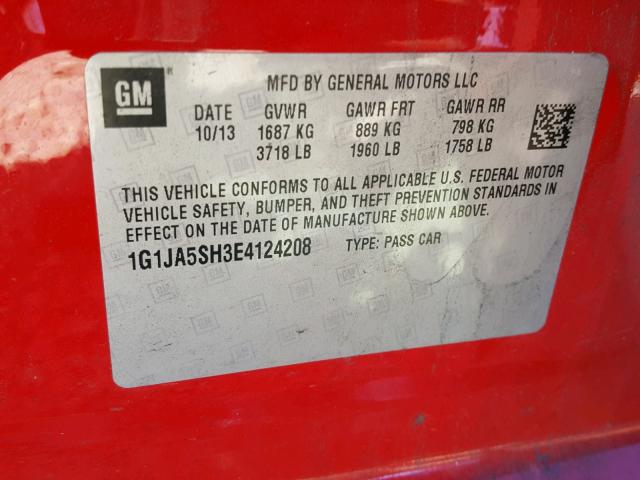 GM ®
MFD BY GENERAL MOTORS LLC
DATE GVWR GAWR FRT GAWR RR
10/13 1687 KG 889 KG 798 KG
3718 LB 1960 LB 1758 LB
THIS VEHICLE CONFORMS TO ALL APPLICABLE U.S. FEDERAL MOTOR
VEHICLE SAFETY, BUMPER, AND THEFT PREVENTION STANDARDS IN
EFFECT ON THE DATE OF MANUFACTURE SHOWN ABOVE.
1G1JA5SH3E4124208 TYPE: PASS CAR